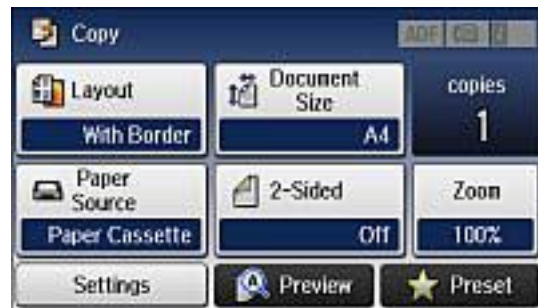 Copy
ADF
Layout
With Border
Document
Size
A4
copies
1
Paper
Source
Paper Cassette
2-Sided
Off
Zoom
100%
Settings
Preview
Preset